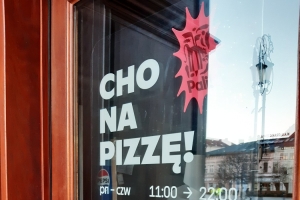 CHO
NA
PIZZĘ!
pn – czw 11:00 → 22:00